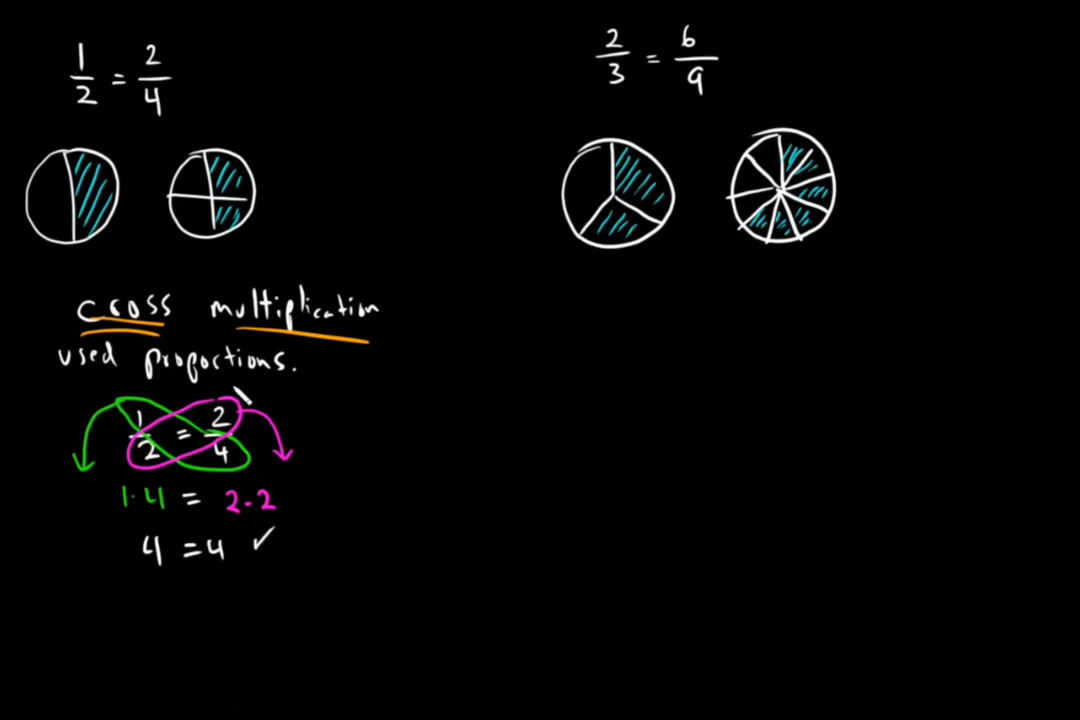 1/2 = 2/4
2/3 = 6/9
cross multiplication
used proportions.
1/2 = 2/4
1·4 = 2·2
4 = 4 ✓